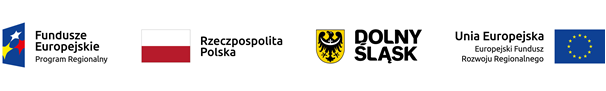 Fundusze
Europejskie
Program Regionalny
Rzeczpospolita
Polska
DOLNY
ŚLĄSK
Unia Europejska
Europejski Fundusz
Rozwoju Regionalnego